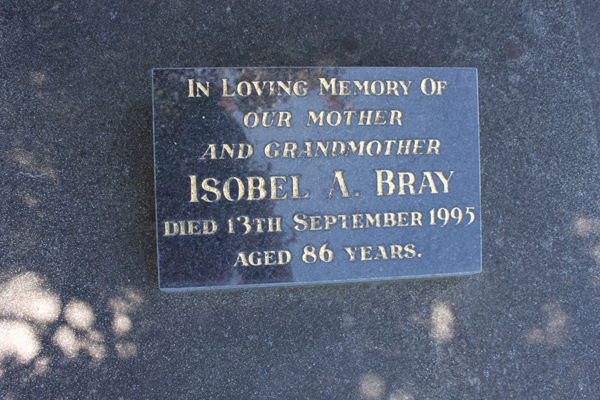 IN LOVING MEMORY OF
OUR MOTHER
AND GRANDMOTHER
ISOBEL A. BRAY
DIED 13TH SEPTEMBER 1995
AGED 86 YEARS.